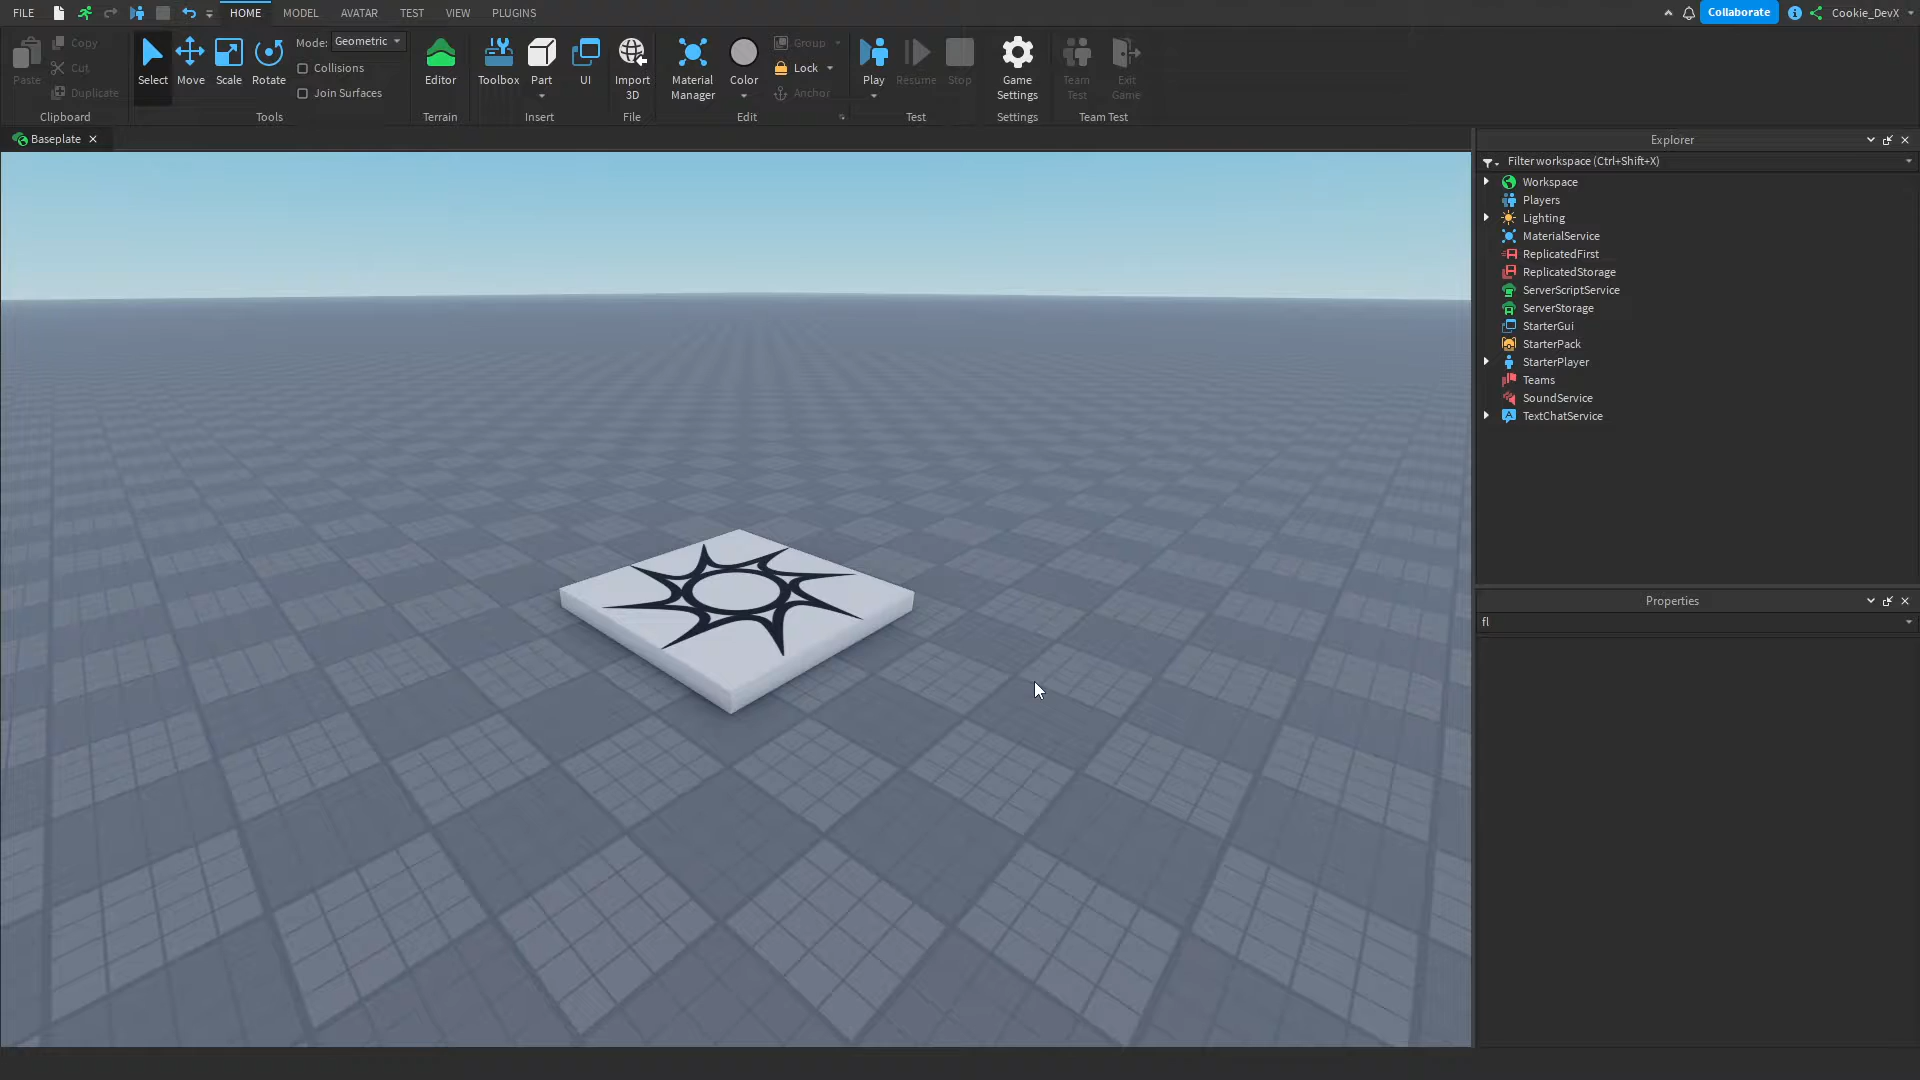 FILE HOME MODEL AVATAR TEST VIEW PLUGINS Collaborate Cookie_DevX
Paste
Copy
Cut
Duplicate
Clipboard
Select Move Scale Rotate
Mode: Geometric
Collisions
Join Surfaces
Tools
Editor
Terrain
Toolbox Part UI
Insert
Import
3D
File
Material
Manager
Color
Group
Lock
Anchor
Edit
Play Resume Stop
Test
Game
Settings
Settings
Team
Test
Exit
Game
Team Test
Baseplate
Explorer
Filter workspace (Ctrl+Shift+X)
Workspace
Players
Lighting
MaterialService
ReplicatedFirst
ReplicatedStorage
ServerScriptService
ServerStorage
StarterGui
StarterPack
StarterPlayer
Teams
SoundService
TextChatService
Properties
fl